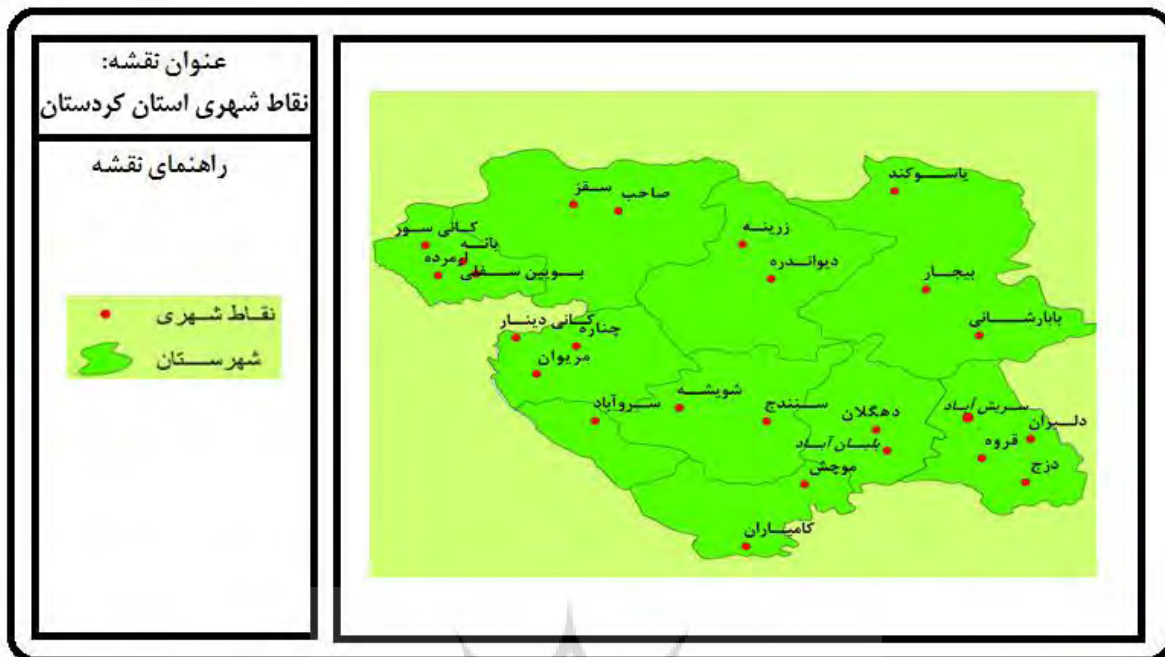 عنوان نقشه:
نقاط شهری استان کردستان
راهنمای نقشه
نقاط شهری
شهرستان
یاسوکند
صاحب
سقز
زرینه
کانی سور
بانه
آرمرده
بویین سفلی
دیواندره
بیجار
بابارشانی
کانی دینار
چناره
مریوان
شویشه
سروآباد
سنندج
دهگلان
سریش آباد
دلبران
بلبان آباد
قروه
موچش
دزج
کامیاران